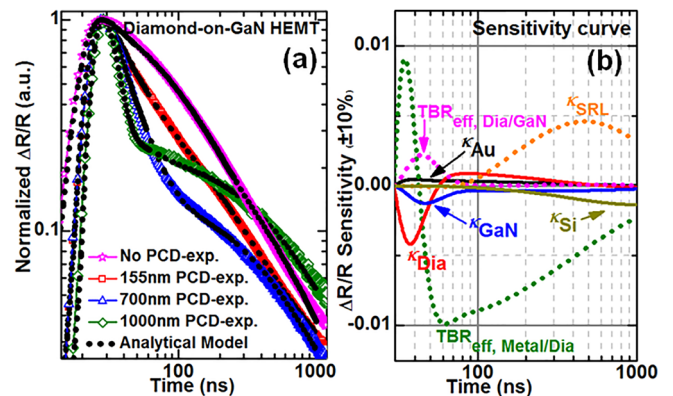 Diamond-on-GaN HEMT
(a)
Normalized ΔR/R (a.u.)
1
0.1
No PCD-exp.
155nm PCD-exp.
700nm PCD-exp.
1000nm PCD-exp.
Analytical Model
100
1000
Time (ns)
Sensitivity curve
(b)
ΔR/R Sensitivity ,±10%
0.01
0.00
-0.01
TBReff, Dia/GaN
κAu
κSRL
κGaN
κSi
κDia
TBReff, Metal/Dia
100
1000
Time (ns)